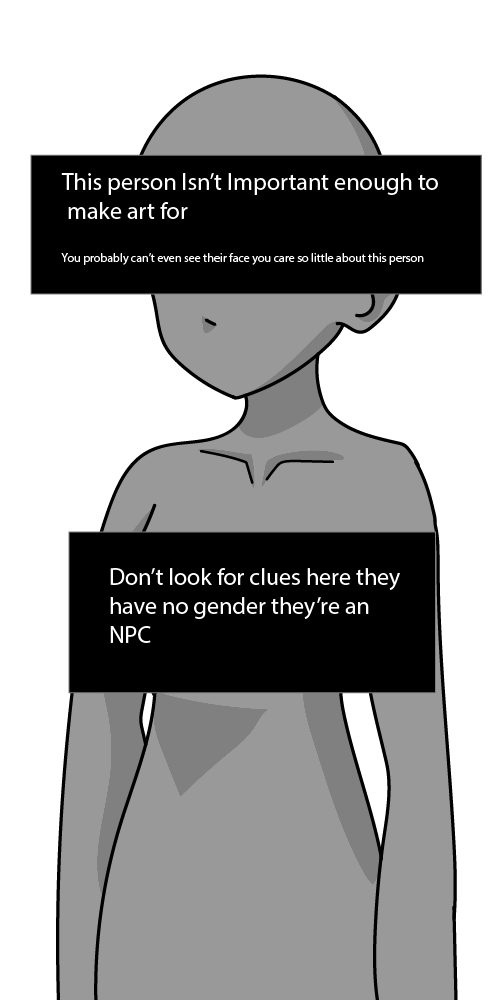 This person Isn't Important enough to
make art for
You probably can't even see their face you care so little about this person
Don't look for clues here they
have no gender they're an
NPC